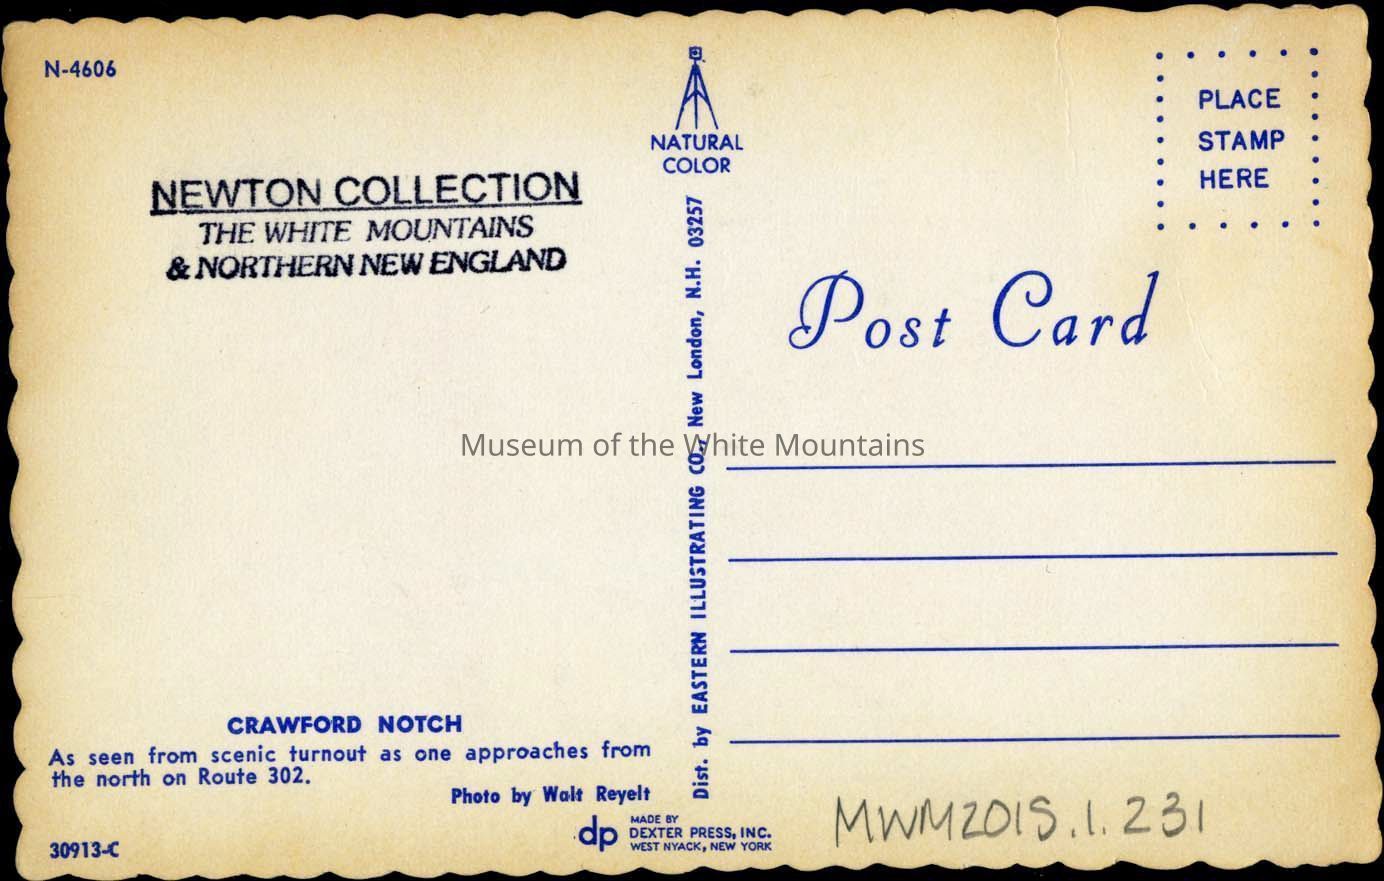 N-4606
NATURAL
COLOR
PLACE
STAMP
HERE
NEWTON COLLECTION
THE WHITE MOUNTAINS
& NORTHERN NEW ENGLAND
Post Card
Dist. by EASTERN ILLUSTRATING CO., New London, N.H. 03257
Museum of the White Mountains
CRAWFORD NOTCH
As seen from scenic turnout as one approaches from
the north on Route 302.
Photo by Walt Reyelt
30913-C
dp
MADE BY
DEXTER PRESS, INC.
WEST NYACK, NEW YORK
MWM2015.1.231